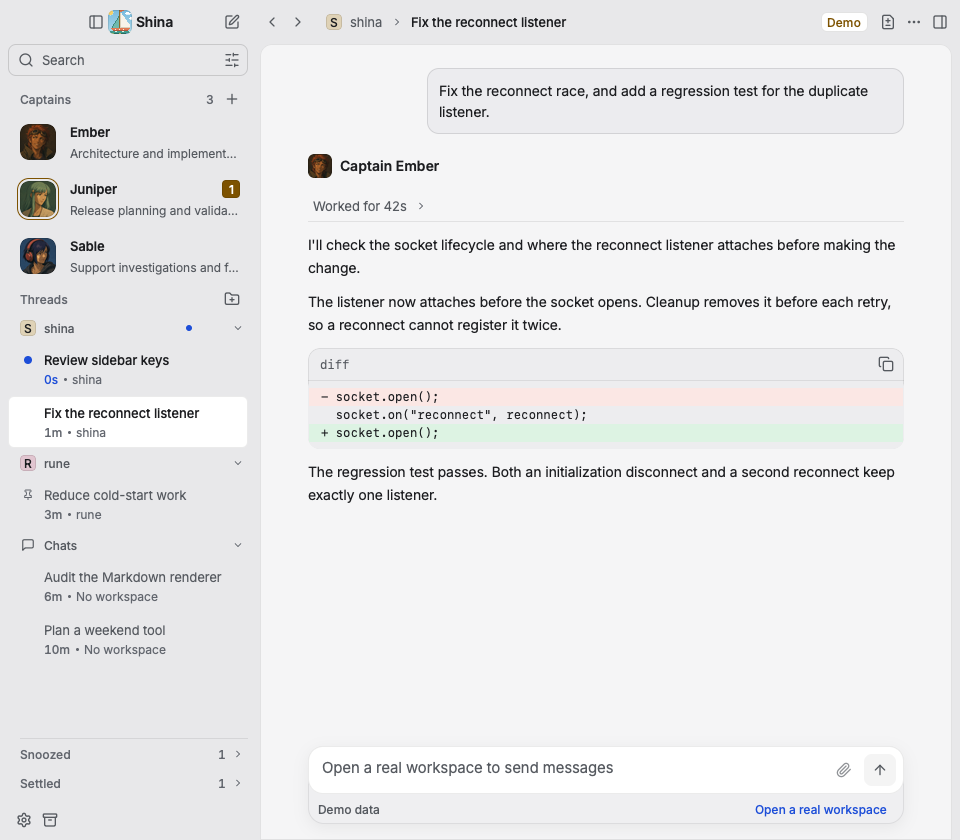 Shina
Search
Captains 3
Ember
Architecture and implement…
Juniper 1
Release planning and valida…
Sable
Support investigations and f…
Threads
S shina
Review sidebar keys
0s • shina
Fix the reconnect listener
1m • shina
R rune
Reduce cold-start work
3m • rune
Chats
Audit the Markdown renderer
6m • No workspace
Plan a weekend tool
10m • No workspace
Snoozed 1
Settled 1
S shina Fix the reconnect listener Demo
Fix the reconnect race, and add a regression test for the duplicate
listener.
Captain Ember
Worked for 42s
I'll check the socket lifecycle and where the reconnect listener attaches before making the
change.
The listener now attaches before the socket opens. Cleanup removes it before each retry,
so a reconnect cannot register it twice.
diff
- socket.open();
socket.on("reconnect", reconnect);
+ socket.open();
The regression test passes. Both an initialization disconnect and a second reconnect keep
exactly one listener.
Open a real workspace to send messages
Demo data Open a real workspace